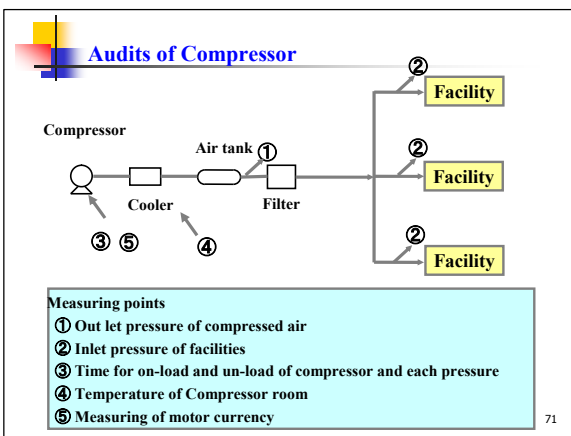 Audits of Compressor
②
Facility
Compressor
Air tank ①
②
Facility
Cooler
Filter
③ ⑤
④
②
Facility
Measuring points
① Out let pressure of compressed air
② Inlet pressure of facilities
③ Time for on-load and un-load of compressor and each pressure
④ Temperature of Compressor room
⑤ Measuring of motor currency
71